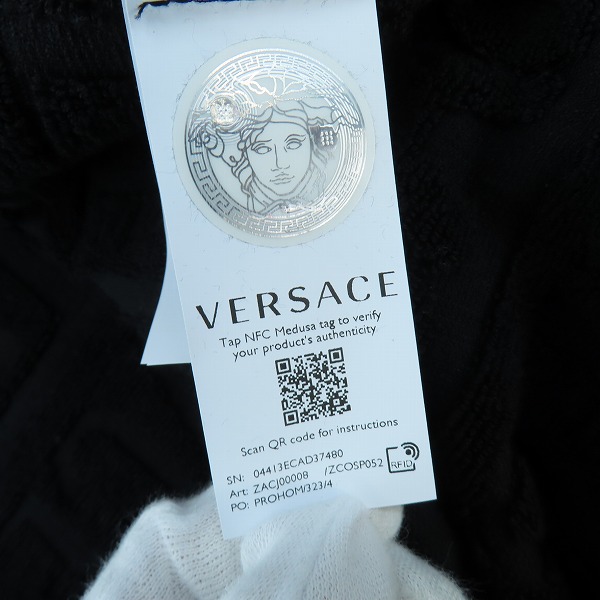 VERSACE
Tap NFC Medusa tag to verify
your product's authenticity
Scan QR code for instructions
SN: 04413ECAD37480
Art: ZACJ00008 /ZCOSP052
PO: PROHOM/323/4
RFID